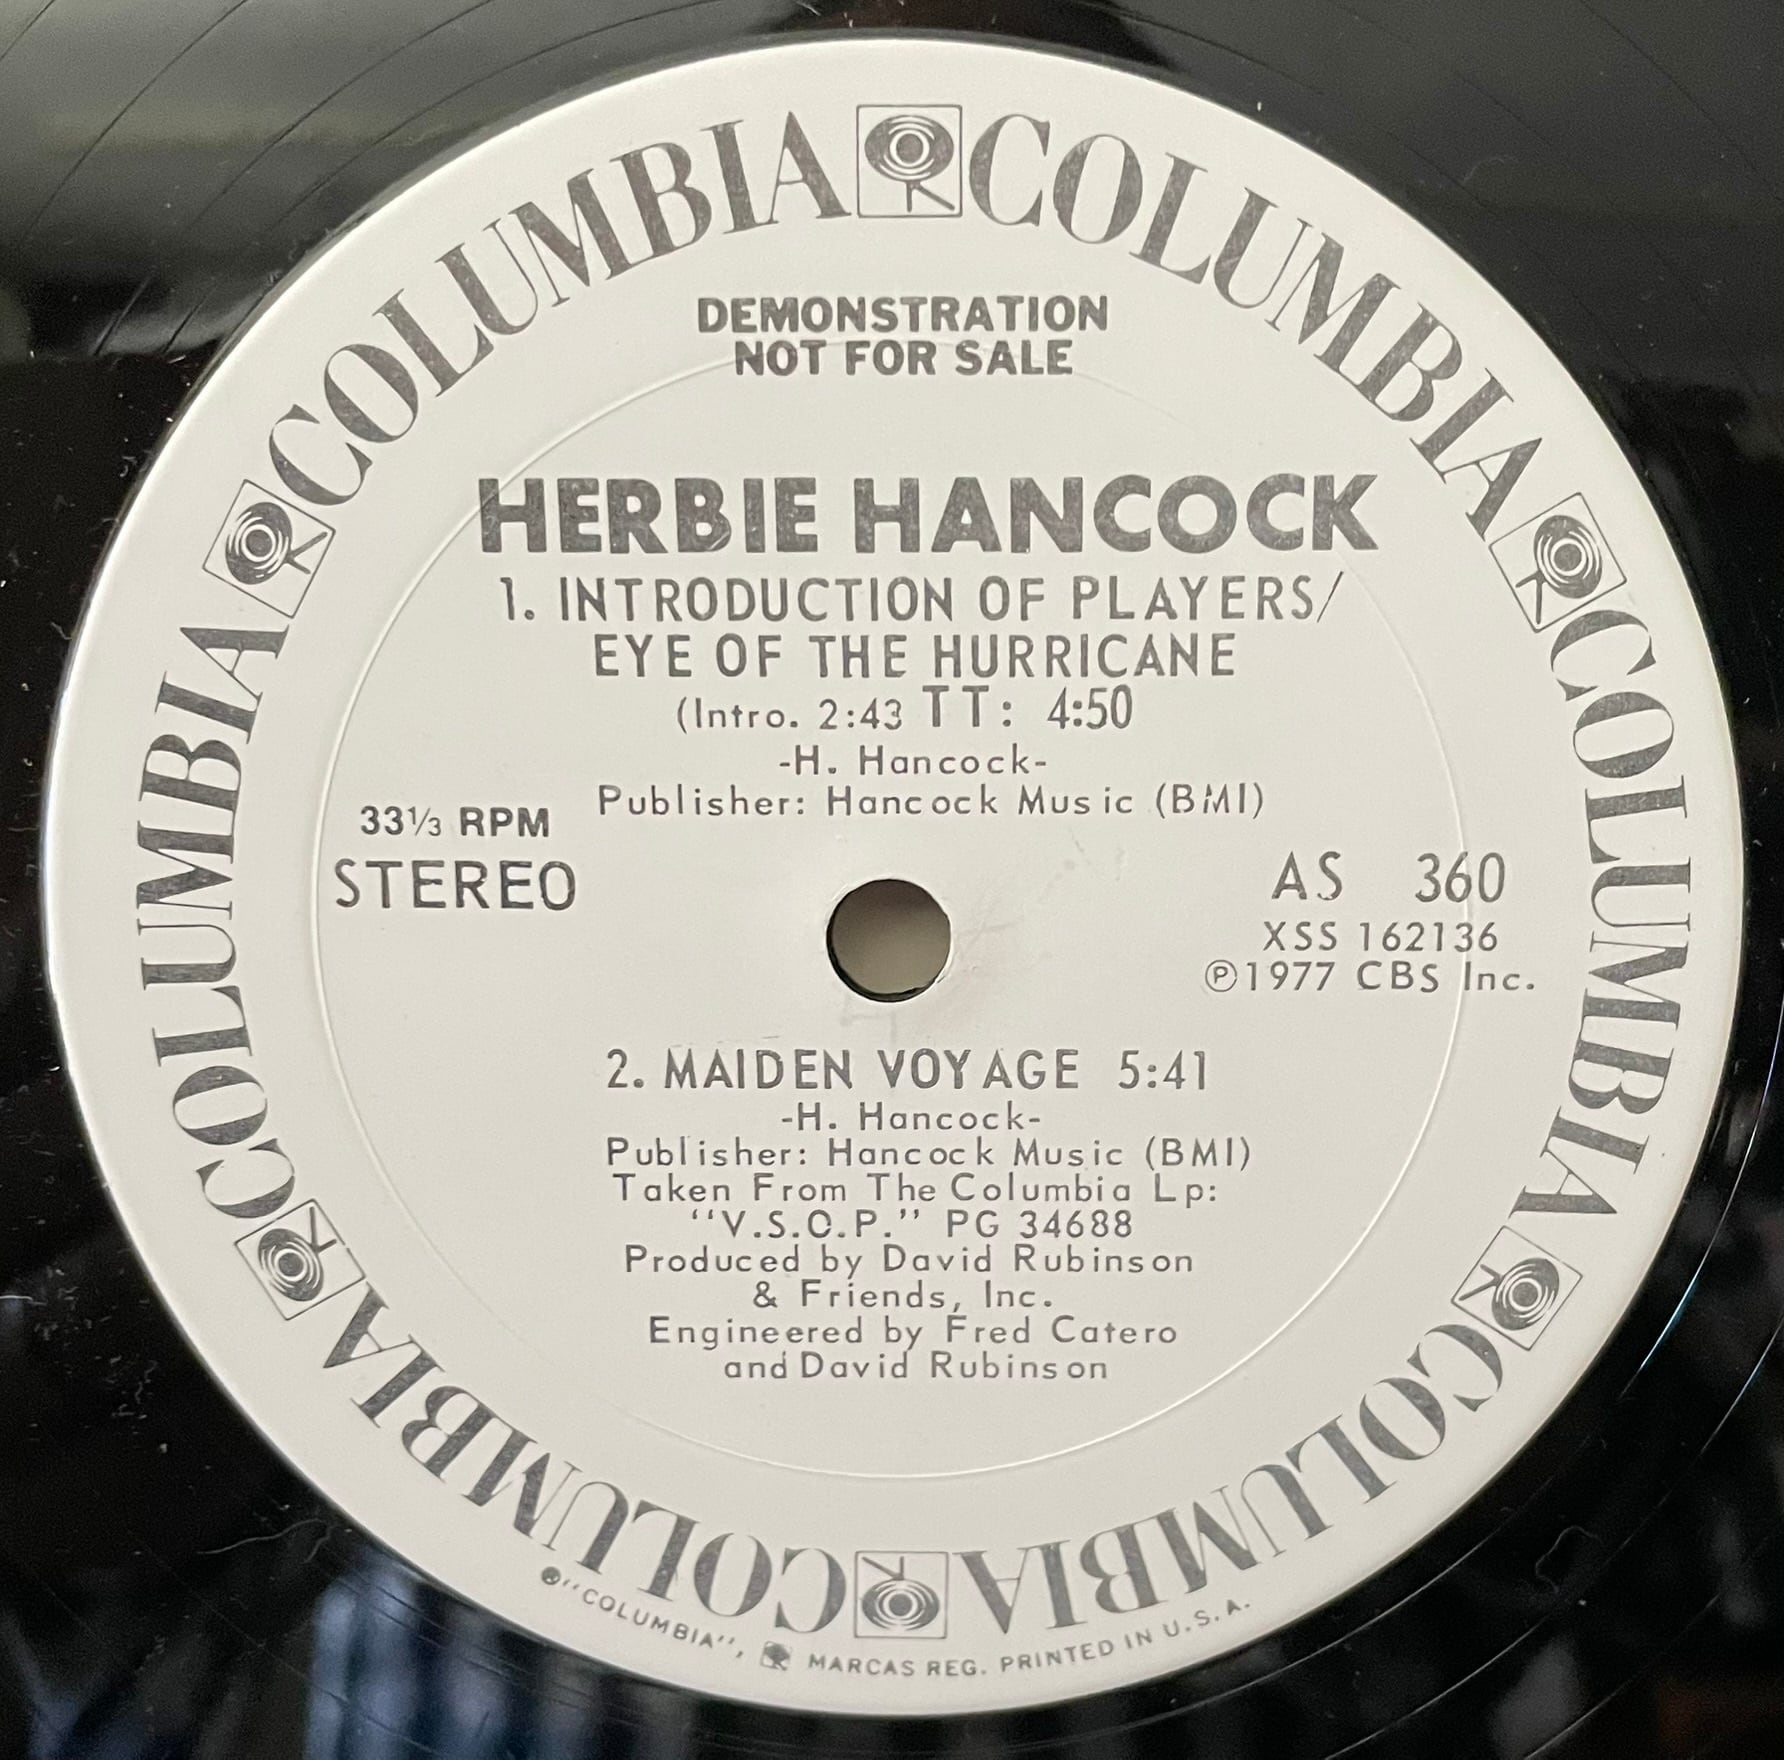 COLUMBIA COLUMBIA COLUMBIA COLUMBIA COLUMBIA COLUMBIA
DEMONSTRATION
NOT FOR SALE
HERBIE HANCOCK
1. INTRODUCTION OF PLAYERS/
EYE OF THE HURRICANE
(Intro. 2:43 TT: 4:50
-H. Hancock-
Publisher: Hancock Music (BMI)
33⅓ RPM
STEREO
AS 360
XSS 162136
℗1977 CBS Inc.
2. MAIDEN VOYAGE 5:41
-H. Hancock-
Publisher: Hancock Music (BMI)
Taken From The Columbia Lp:
"V.S.O.P." PG 34688
Produced by David Rubinson
& Friends, Inc.
Engineered by Fred Catero
and David Rubinson
®"COLUMBIA", MARCAS REG. PRINTED IN U.S.A.